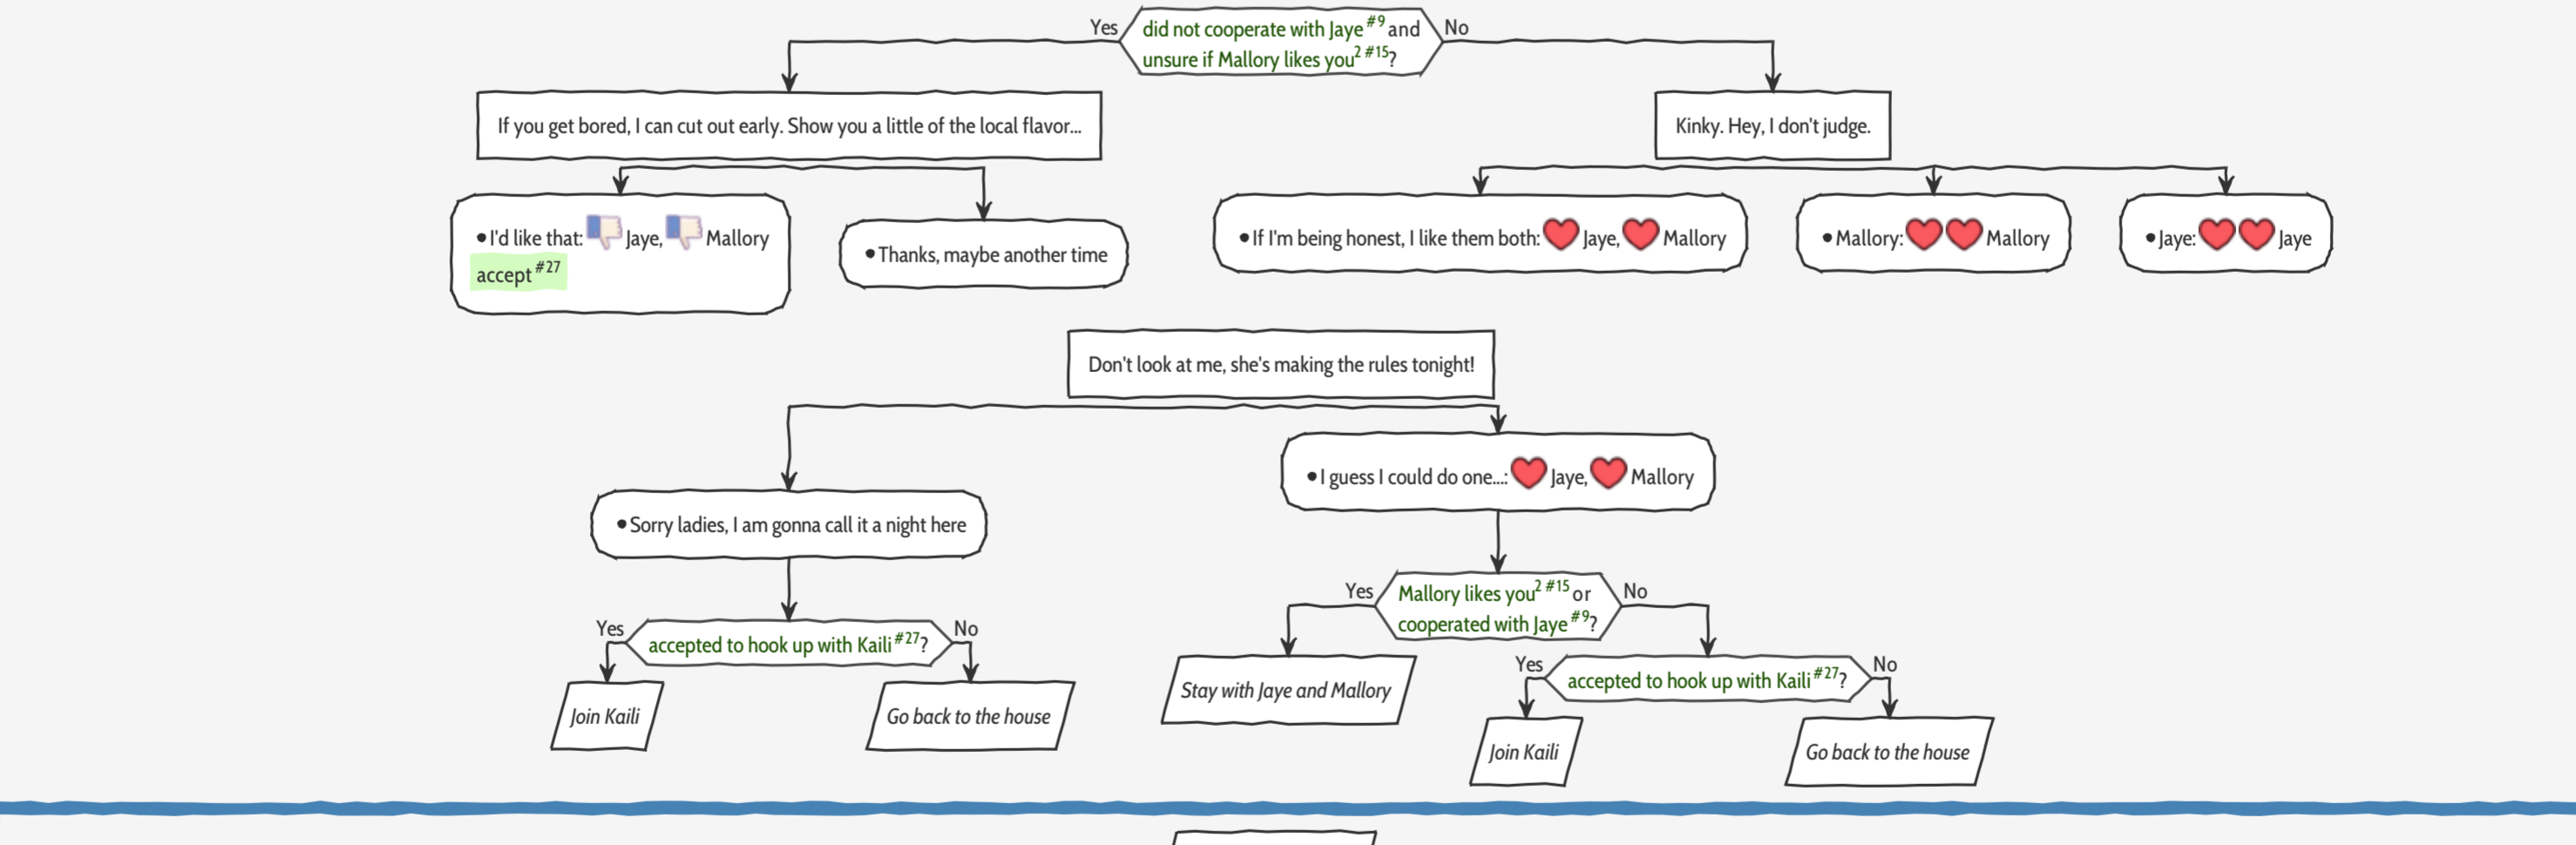 Yes
did not cooperate with Jaye #9 and
unsure if Mallory likes you2 #15?
No
If you get bored, I can cut out early. Show you a little of the local flavor...
Kinky. Hey, I don't judge.
•I'd like that: Jaye, Mallory
accept #27
•Thanks, maybe another time
•If I'm being honest, I like them both: Jaye, Mallory
•Mallory: Mallory
•Jaye: Jaye
Don't look at me, she's making the rules tonight!
•Sorry ladies, I am gonna call it a night here
•I guess I could do one...: Jaye, Mallory
Yes
accepted to hook up with Kaili #27?
No
Join Kaili
Go back to the house
Yes
Mallory likes you2 #15 or
cooperated with Jaye #9?
No
Stay with Jaye and Mallory
Yes
accepted to hook up with Kaili #27?
No
Join Kaili
Go back to the house